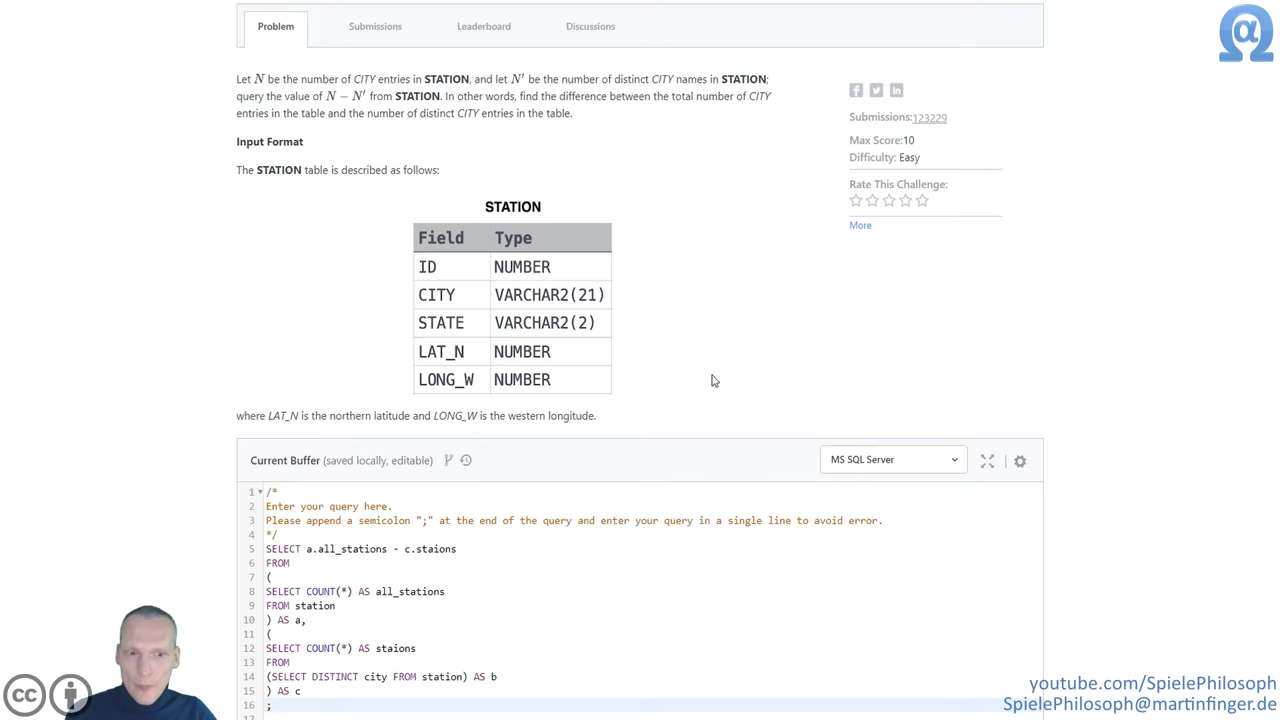 Problem
Submissions
Leaderboard
Discussions
Let N be the number of CITY entries in STATION, and let N′ be the number of distinct CITY names in STATION;
query the value of N − N′ from STATION. In other words, find the difference between the total number of CITY
entries in the table and the number of distinct CITY entries in the table.
Input Format
The STATION table is described as follows:
STATION
Field Type
ID NUMBER
CITY VARCHAR2(21)
STATE VARCHAR2(2)
LAT_N NUMBER
LONG_W NUMBER
where LAT_N is the northern latitude and LONG_W is the western longitude.
α
Submissions:123229
Max Score:10
Difficulty: Easy
Rate This Challenge:
More
Current Buffer (saved locally, editable)
MS SQL Server
1 /*
2 Enter your query here.
3 Please append a semicolon ";" at the end of the query and enter your query in a single line to avoid error.
4 */
5 SELECT a.all_stations - c.staions
6 FROM
7 (
8 SELECT COUNT(*) AS all_stations
9 FROM station
10 ) AS a,
11 (
12 SELECT COUNT(*) AS staions
13 FROM
14 (SELECT DISTINCT city FROM station) AS b
15 ) AS c
16 ;
17
cc
youtube.com/SpielePhilosoph
SpielePhilosoph@martinfinger.de